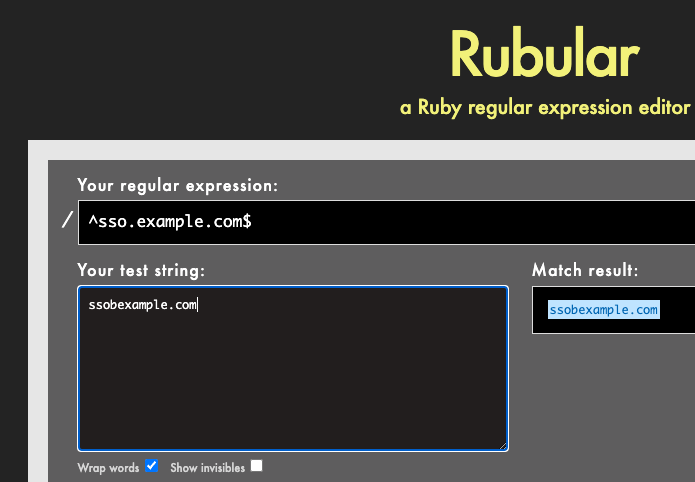 Rubular
a Ruby regular expression editor
Your regular expression:
/ ^sso.example.com$
Your test string:
Match result:
ssobexample.com
ssobexample.com
Wrap words Show invisibles